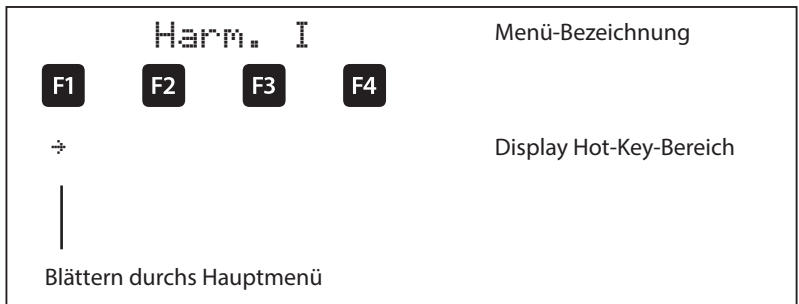 Harm. I Menü-Bezeichnung
F1 F2 F3 F4
→ Display Hot-Key-Bereich
Blättern durchs Hauptmenü